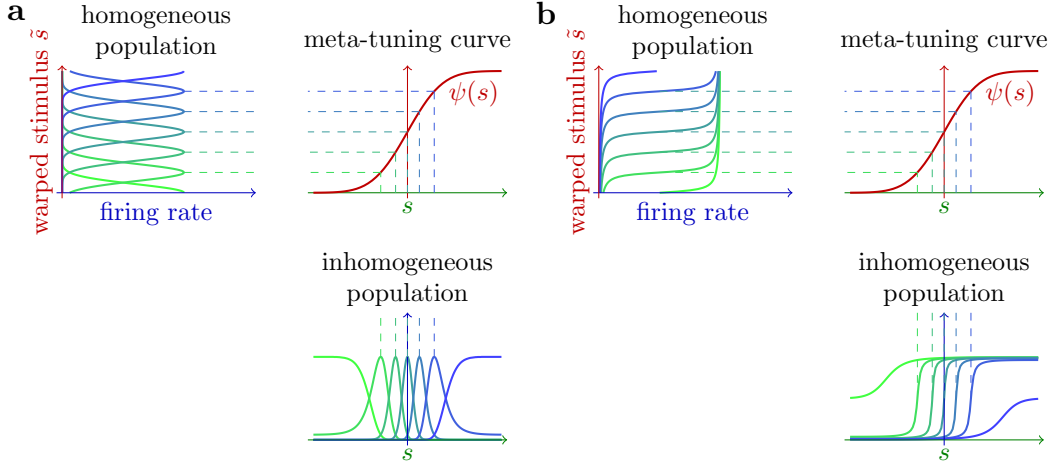 a
homogeneous
population
meta-tuning curve
warped stimulus s̃
ψ(s)
firing rate
s
inhomogeneous
population
s
b
homogeneous
population
meta-tuning curve
warped stimulus s̃
ψ(s)
firing rate
s
inhomogeneous
population
s